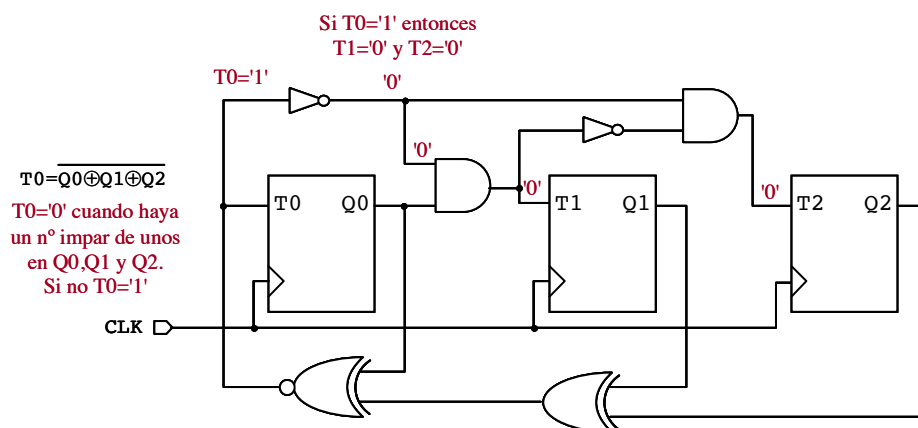 Si T0='1' entonces
T1='0' y T2='0'
T0='1'
'0'
'0'
T0=Q0⊕Q1⊕Q2
T0='0' cuando haya
un nº impar de unos
en Q0,Q1 y Q2.
Si no T0='1'
T0 Q0
'0'
T1 Q1
'0'
T2 Q2
CLK